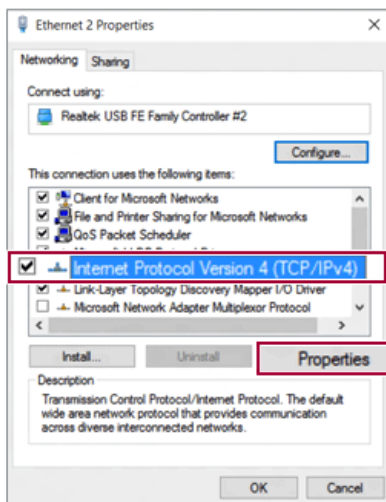 Ethernet 2 Properties
Networking Sharing
Connect using:
Realtek USB FE Family Controller #2
Configure...
This connection uses the following items:
Client for Microsoft Networks
File and Printer Sharing for Microsoft Networks
QoS Packet Scheduler
Internet Protocol Version 4 (TCP/IPv4)
Link-Layer Topology Discovery Mapper I/O Driver
Microsoft Network Adapter Multiplexor Protocol
Install... Uninstall Properties
Description
Transmission Control Protocol/Internet Protocol. The default
wide area network protocol that provides communication
across diverse interconnected networks.
OK Cancel